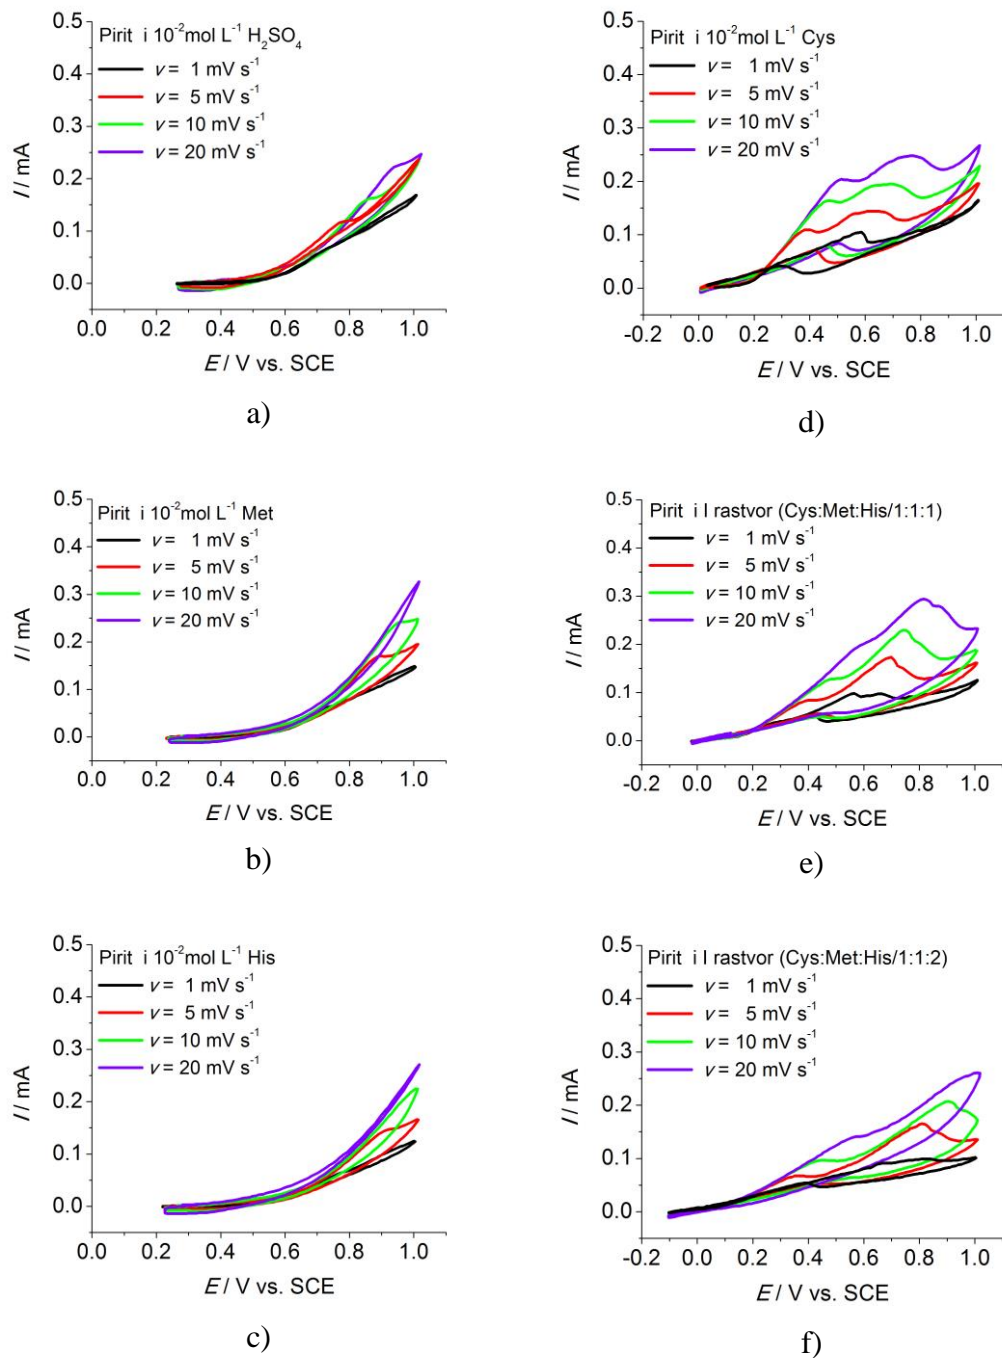 Pirit i 10⁻²mol L⁻¹ H₂SO₄
ν = 1 mV s⁻¹
ν = 5 mV s⁻¹
ν = 10 mV s⁻¹
ν = 20 mV s⁻¹
I / mA
0.5
0.4
0.3
0.2
0.1
0.0
0.0 0.2 0.4 0.6 0.8 1.0
E / V vs. SCE
a)
Pirit i 10⁻²mol L⁻¹ Cys
ν = 1 mV s⁻¹
ν = 5 mV s⁻¹
ν = 10 mV s⁻¹
ν = 20 mV s⁻¹
I / mA
0.5
0.4
0.3
0.2
0.1
0.0
-0.2 0.0 0.2 0.4 0.6 0.8 1.0
E / V vs. SCE
d)
Pirit i 10⁻²mol L⁻¹ Met
ν = 1 mV s⁻¹
ν = 5 mV s⁻¹
ν = 10 mV s⁻¹
ν = 20 mV s⁻¹
I / mA
0.5
0.4
0.3
0.2
0.1
0.0
0.0 0.2 0.4 0.6 0.8 1.0
E / V vs. SCE
b)
Pirit i I rastvor (Cys:Met:His/1:1:1)
ν = 1 mV s⁻¹
ν = 5 mV s⁻¹
ν = 10 mV s⁻¹
ν = 20 mV s⁻¹
I / mA
0.5
0.4
0.3
0.2
0.1
0.0
-0.2 0.0 0.2 0.4 0.6 0.8 1.0
E / V vs. SCE
e)
Pirit i 10⁻²mol L⁻¹ His
ν = 1 mV s⁻¹
ν = 5 mV s⁻¹
ν = 10 mV s⁻¹
ν = 20 mV s⁻¹
I / mA
0.5
0.4
0.3
0.2
0.1
0.0
0.0 0.2 0.4 0.6 0.8 1.0
E / V vs. SCE
c)
Pirit i I rastvor (Cys:Met:His/1:1:2)
ν = 1 mV s⁻¹
ν = 5 mV s⁻¹
ν = 10 mV s⁻¹
ν = 20 mV s⁻¹
I / mA
0.5
0.4
0.3
0.2
0.1
0.0
-0.2 0.0 0.2 0.4 0.6 0.8 1.0
E / V vs. SCE
f)